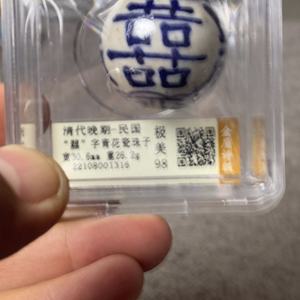 囍
清代晚期-民国
"囍"字青花瓷珠子
宽30.6mm 重26.2g
22108001316
极美
98